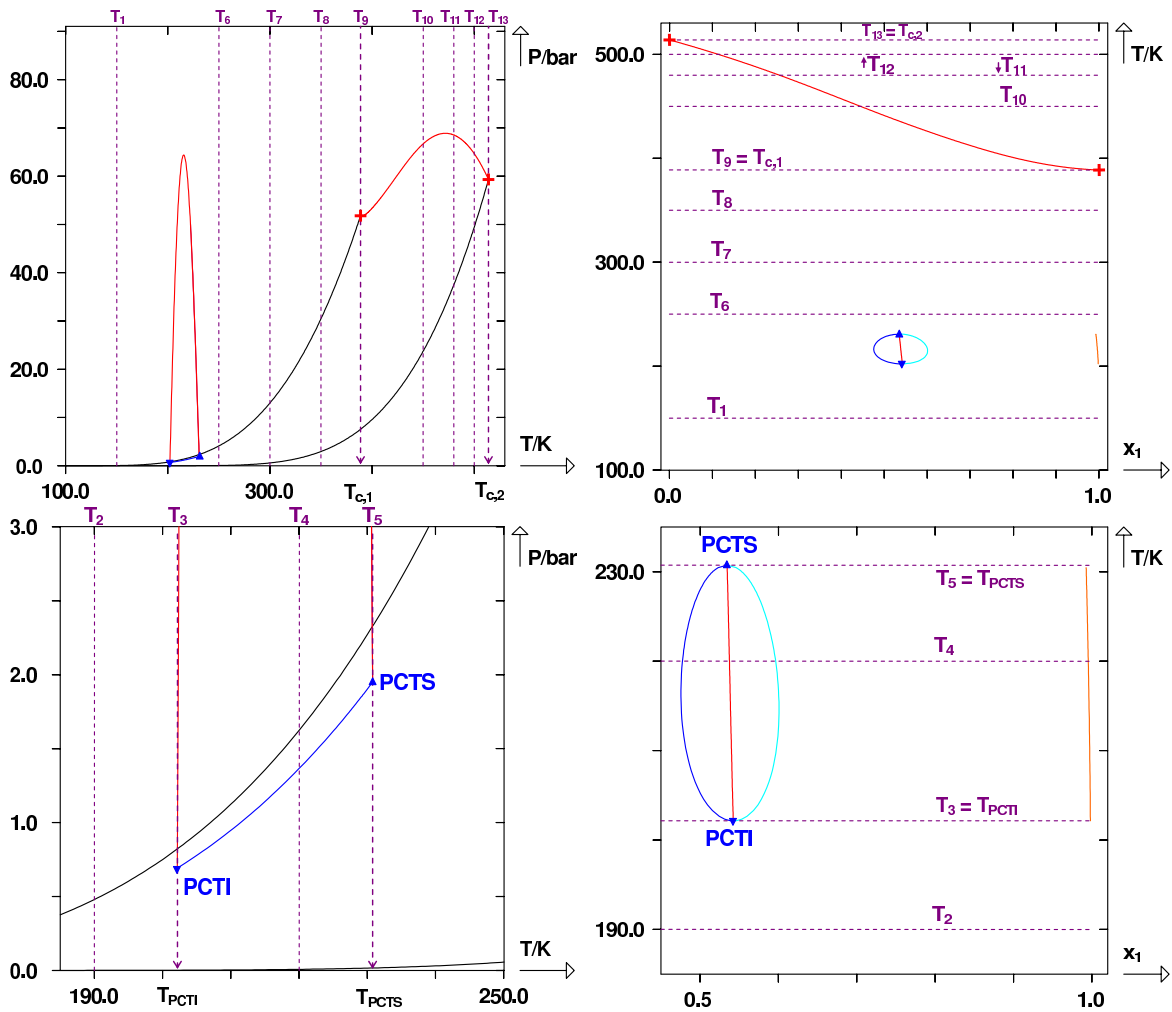 T1 T6 T7 T8 T9 T10 T11 T12 T13
P/bar
80.0
60.0
40.0
20.0
0.0
T/K
100.0 300.0 Tc,1 Tc,2
T13 = Tc,2
T/K
500.0
T12 T11
T10
T9 = Tc,1
T8
T7
300.0
T6
T1
100.0
x1
0.0 1.0
T2 T3 T4 T5
3.0
P/bar
2.0
PCTS
1.0
PCTI
T/K
0.0
190.0 TPCTI TPCTS 250.0
PCTS
T/K
230.0
T5 = TPCTS
T4
T3 = TPCTI
PCTI
T2
190.0
x1
0.5 1.0